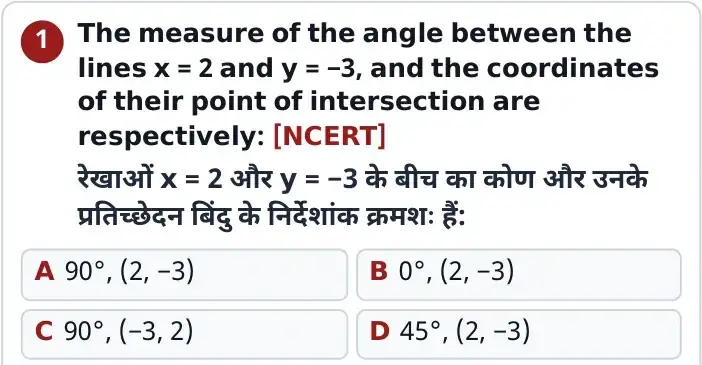 1 The measure of the angle between the
lines x = 2 and y = −3, and the coordinates
of their point of intersection are
respectively: [NCERT]
रेखाओं x = 2 और y = −3 के बीच का कोण और उनके
प्रतिच्छेदन बिंदु के निर्देशांक क्रमशः हैं:
A 90°, (2, −3)
B 0°, (2, −3)
C 90°, (−3, 2)
D 45°, (2, −3)